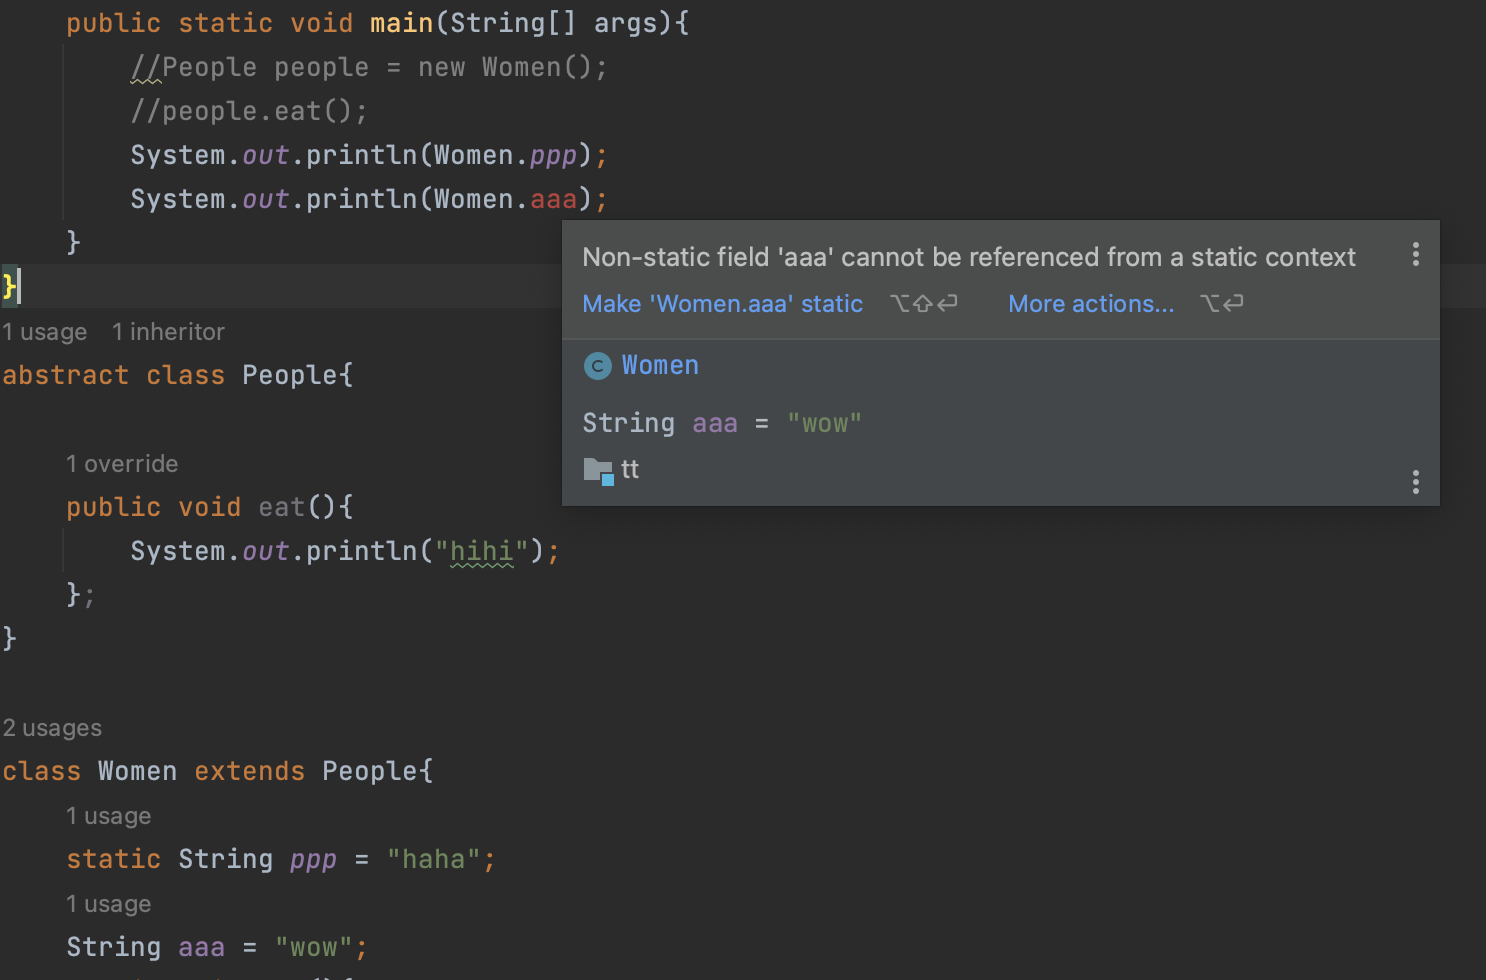 public static void main(String[] args){
//People people = new Women();
//people.eat();
System.out.println(Women.ppp);
System.out.println(Women.aaa);
}
}
Non-static field 'aaa' cannot be referenced from a static context
Make 'Women.aaa' static ⌥⇧⏎ More actions... ⌥⏎
Women
String aaa = "wow"
tt
1 usage 1 inheritor
abstract class People{
1 override
public void eat(){
System.out.println("hihi");
};
}
2 usages
class Women extends People{
1 usage
static String ppp = "haha";
1 usage
String aaa = "wow";